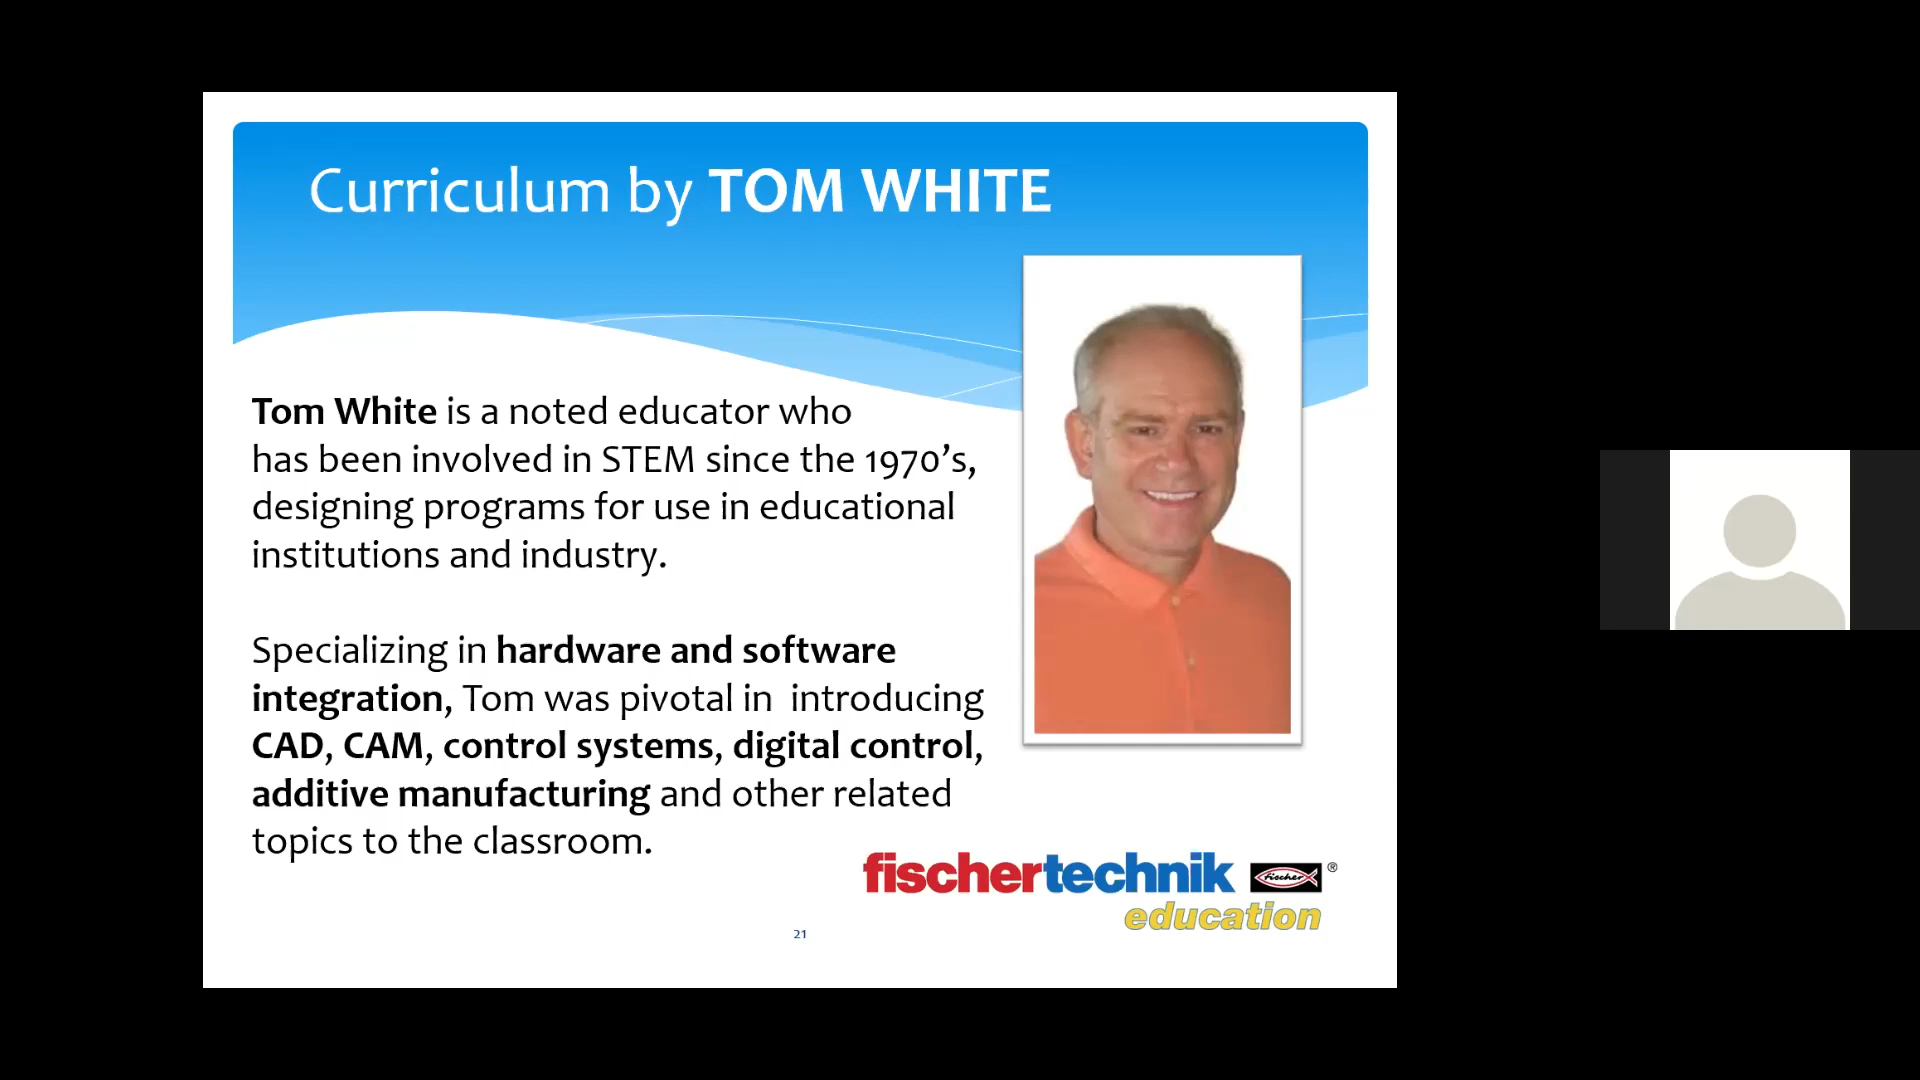 Curriculum by TOM WHITE
Tom White is a noted educator who
has been involved in STEM since the 1970’s,
designing programs for use in educational
institutions and industry.
Specializing in hardware and software
integration, Tom was pivotal in introducing
CAD, CAM, control systems, digital control,
additive manufacturing and other related
topics to the classroom.
fischertechnik fischer ®
education
21